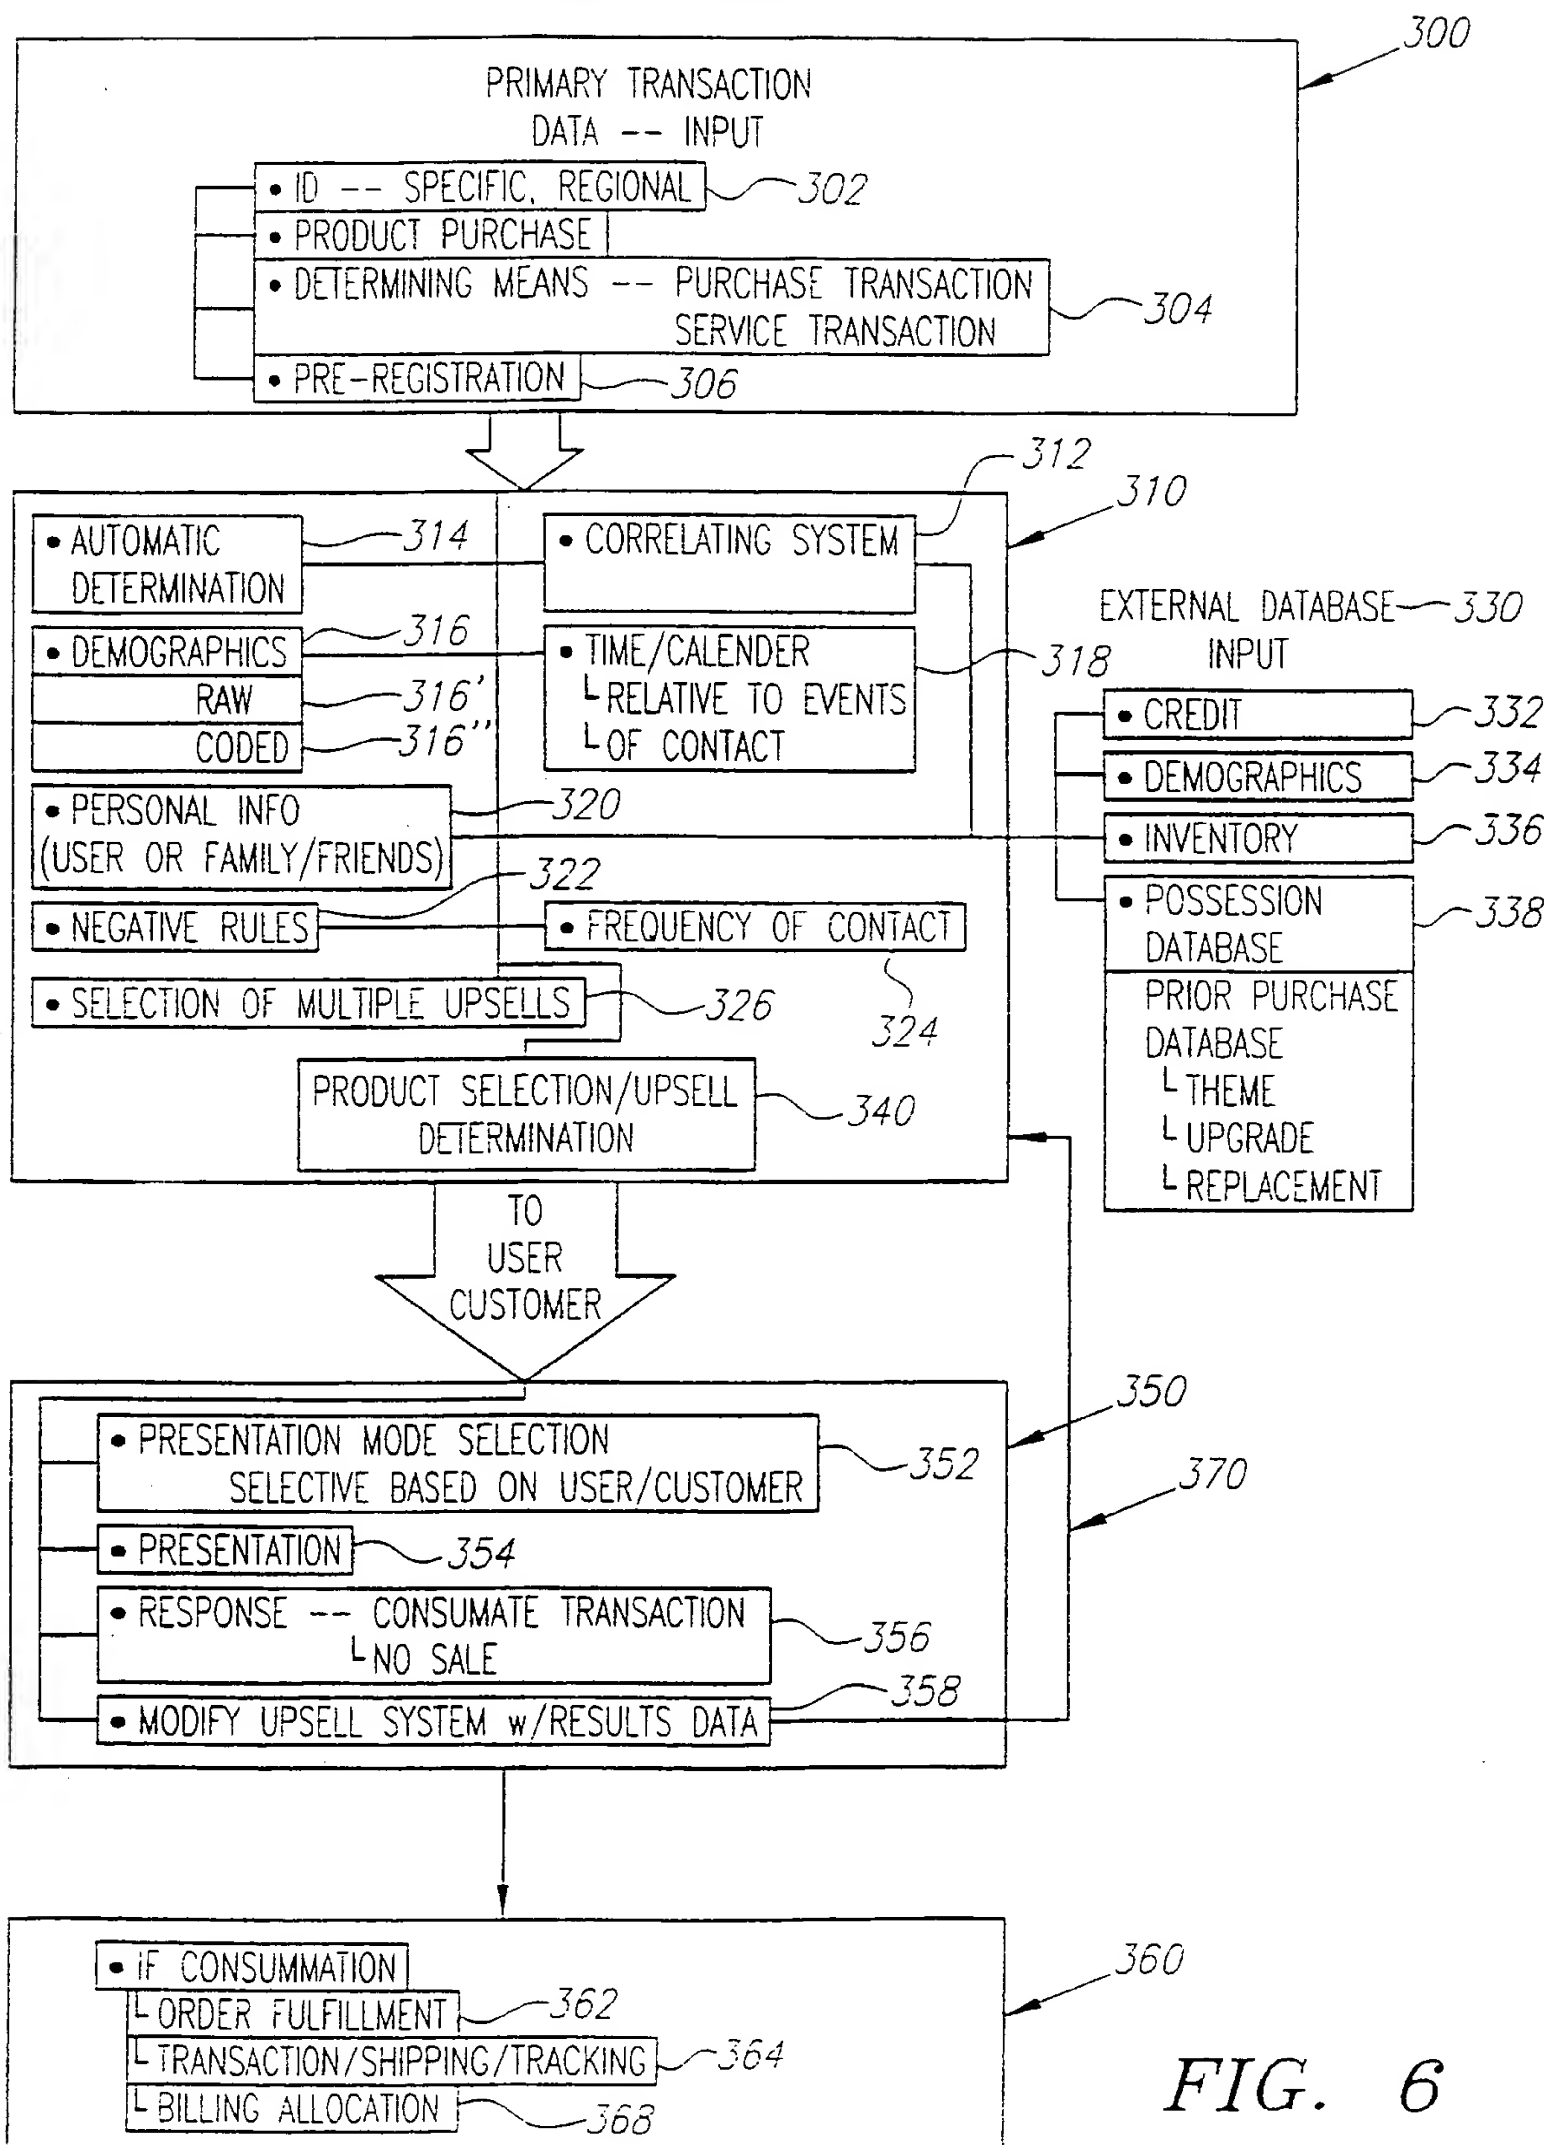 300
PRIMARY TRANSACTION
DATA -- INPUT
• ID -- SPECIFIC, REGIONAL 302
• PRODUCT PURCHASE
• DETERMINING MEANS -- PURCHASE TRANSACTION
SERVICE TRANSACTION 304
• PRE-REGISTRATION 306
312
310
• AUTOMATIC
DETERMINATION
314
• CORRELATING SYSTEM
• DEMOGRAPHICS 316
RAW 316'
CODED 316''
• TIME/CALENDER
└ RELATIVE TO EVENTS
└ OF CONTACT
318
• PERSONAL INFO
(USER OR FAMILY/FRIENDS)
320
• NEGATIVE RULES 322
• FREQUENCY OF CONTACT
324
• SELECTION OF MULTIPLE UPSELLS 326
PRODUCT SELECTION/UPSELL
DETERMINATION
340
EXTERNAL DATABASE 330
INPUT
• CREDIT 332
• DEMOGRAPHICS 334
• INVENTORY 336
• POSSESSION
DATABASE
338
PRIOR PURCHASE
DATABASE
└ THEME
└ UPGRADE
└ REPLACEMENT
TO
USER
CUSTOMER
350
• PRESENTATION MODE SELECTION
SELECTIVE BASED ON USER/CUSTOMER
352
370
• PRESENTATION 354
• RESPONSE -- CONSUMATE TRANSACTION
└ NO SALE
356
• MODIFY UPSELL SYSTEM w/RESULTS DATA 358
360
• IF CONSUMMATION
└ ORDER FULFILLMENT 362
└ TRANSACTION/SHIPPING/TRACKING 364
└ BILLING ALLOCATION 368
FIG. 6